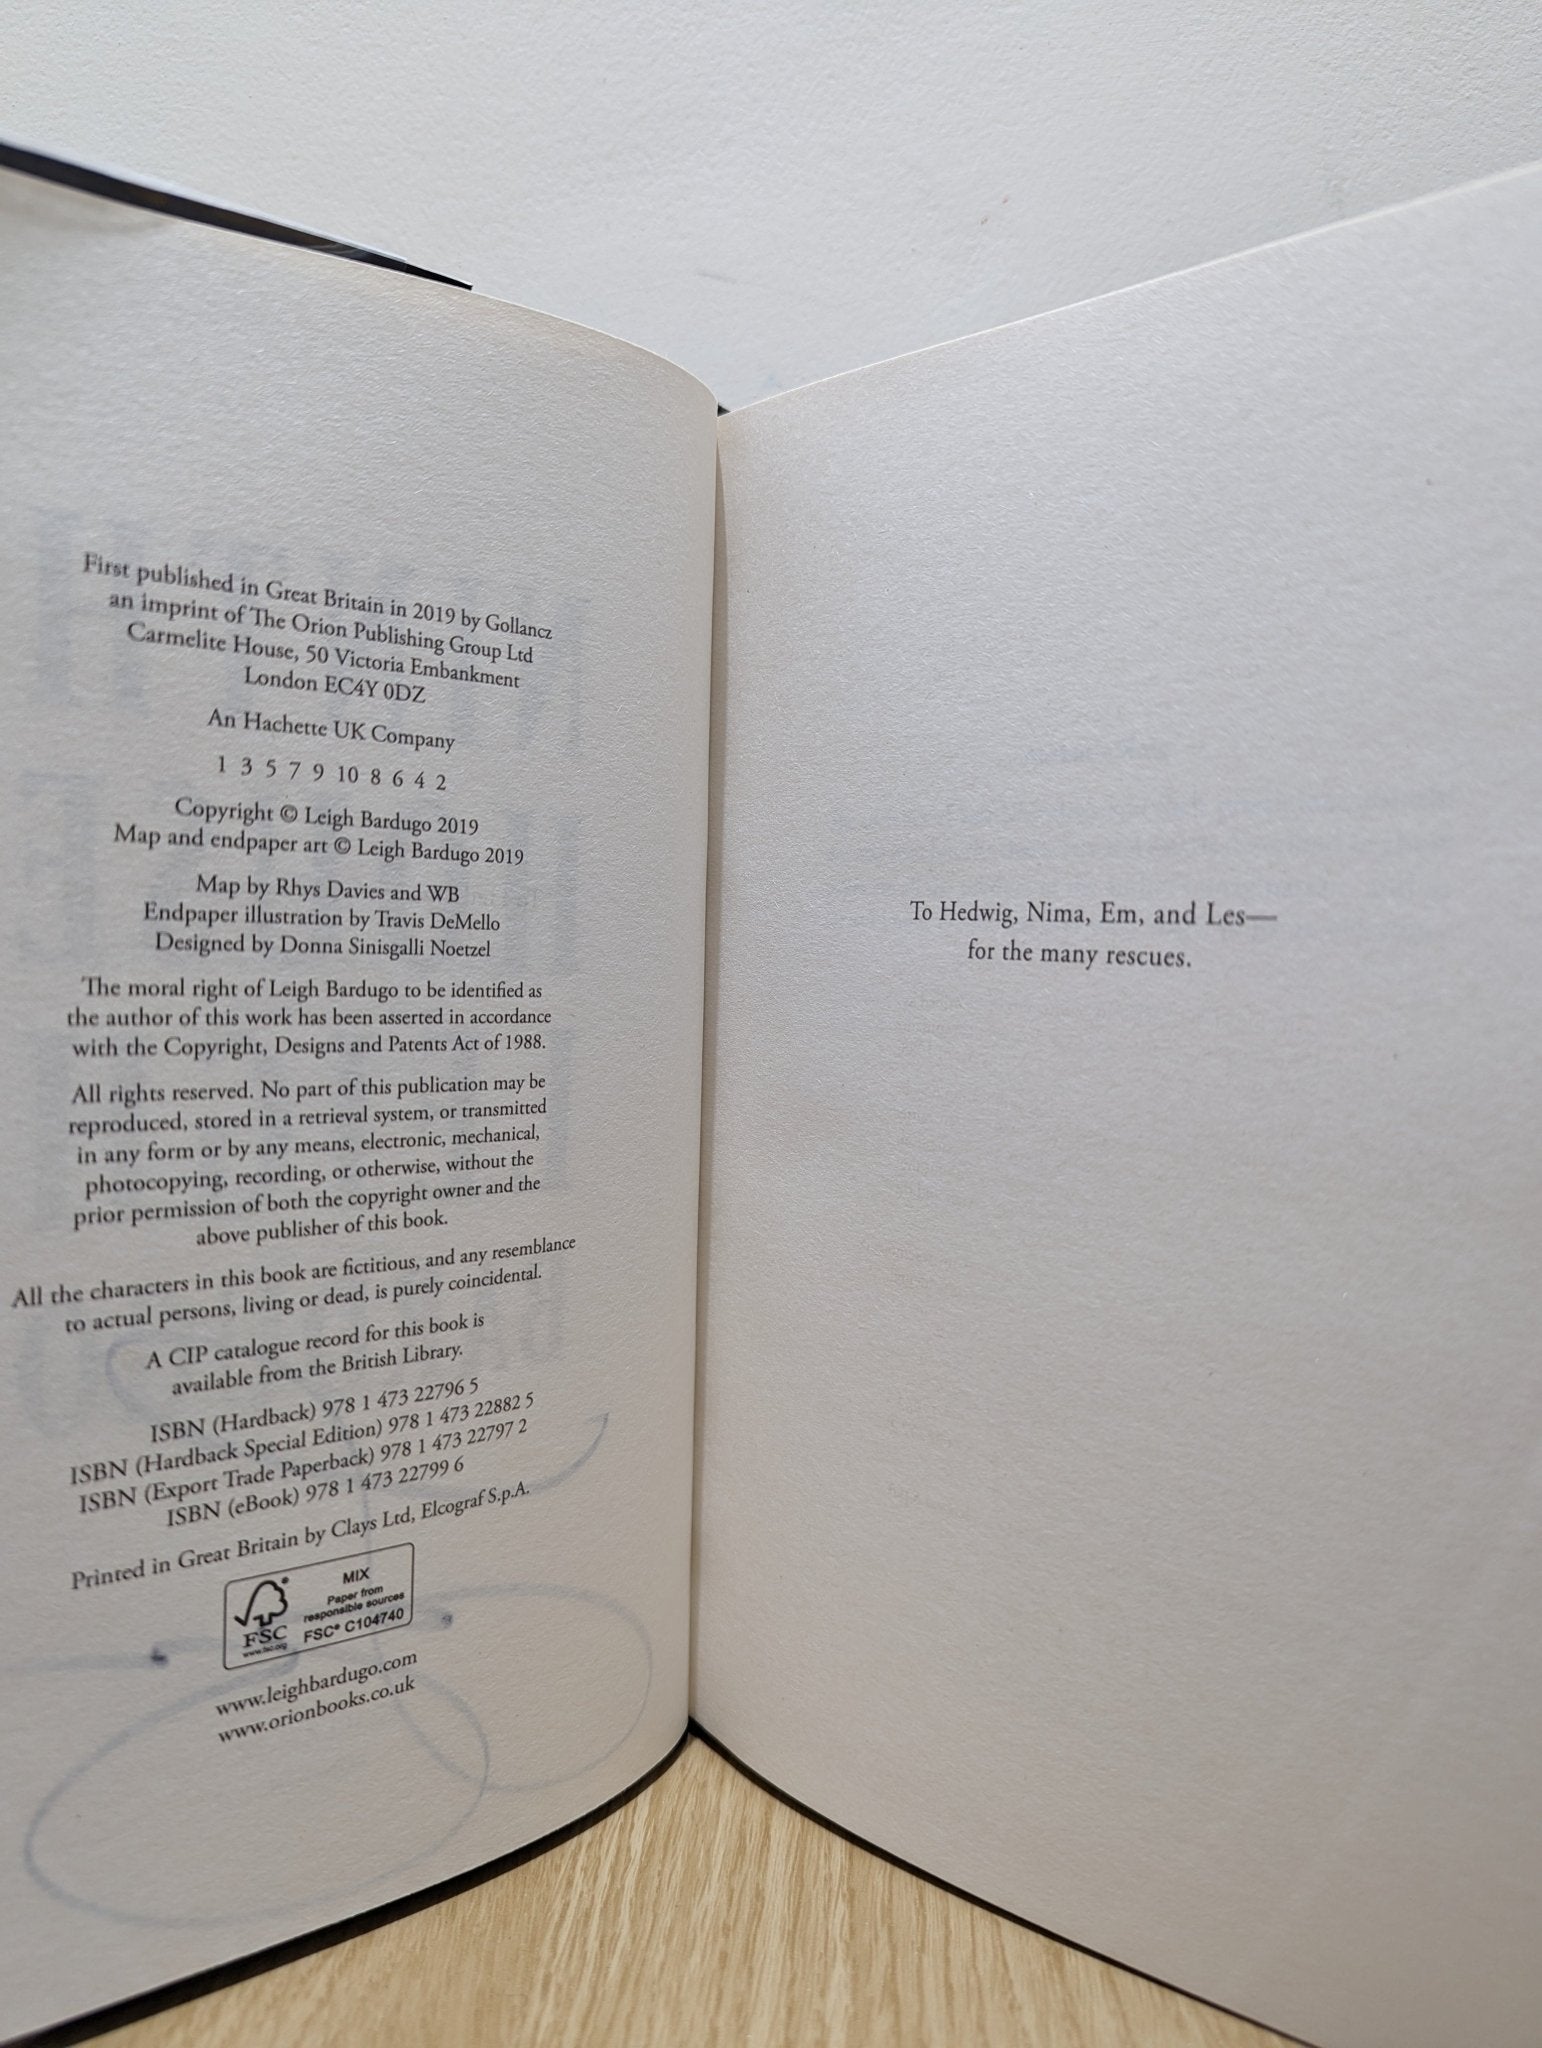 First published in Great Britain in 2019 by Gollancz
an imprint of The Orion Publishing Group Ltd
Carmelite House, 50 Victoria Embankment
London EC4Y 0DZ
An Hachette UK Company
1 3 5 7 9 10 8 6 4 2
Copyright © Leigh Bardugo 2019
Map and endpaper art © Leigh Bardugo 2019
Map by Rhys Davies and WB
Endpaper illustration by Travis DeMello
Designed by Donna Sinisgalli Noetzel
The moral right of Leigh Bardugo to be identified as
the author of this work has been asserted in accordance
with the Copyright, Designs and Patents Act of 1988.
All rights reserved. No part of this publication may be
reproduced, stored in a retrieval system, or transmitted
in any form or by any means, electronic, mechanical,
photocopying, recording, or otherwise, without the
prior permission of both the copyright owner and the
above publisher of this book.
All the characters in this book are fictitious, and any resemblance
to actual persons, living or dead, is purely coincidental.
A CIP catalogue record for this book is
available from the British Library.
ISBN (Hardback) 978 1 473 22796 5
ISBN (Hardback Special Edition) 978 1 473 22882 5
ISBN (Export Trade Paperback) 978 1 473 22797 2
ISBN (eBook) 978 1 473 22799 6
Printed in Great Britain by Clays Ltd, Elcograf S.p.A.
FSC
www.fsc.org
MIX
Paper from
responsible sources
FSC® C104740
www.leighbardugo.com
www.orionbooks.co.uk
To Hedwig, Nima, Em, and Les—
for the many rescues.